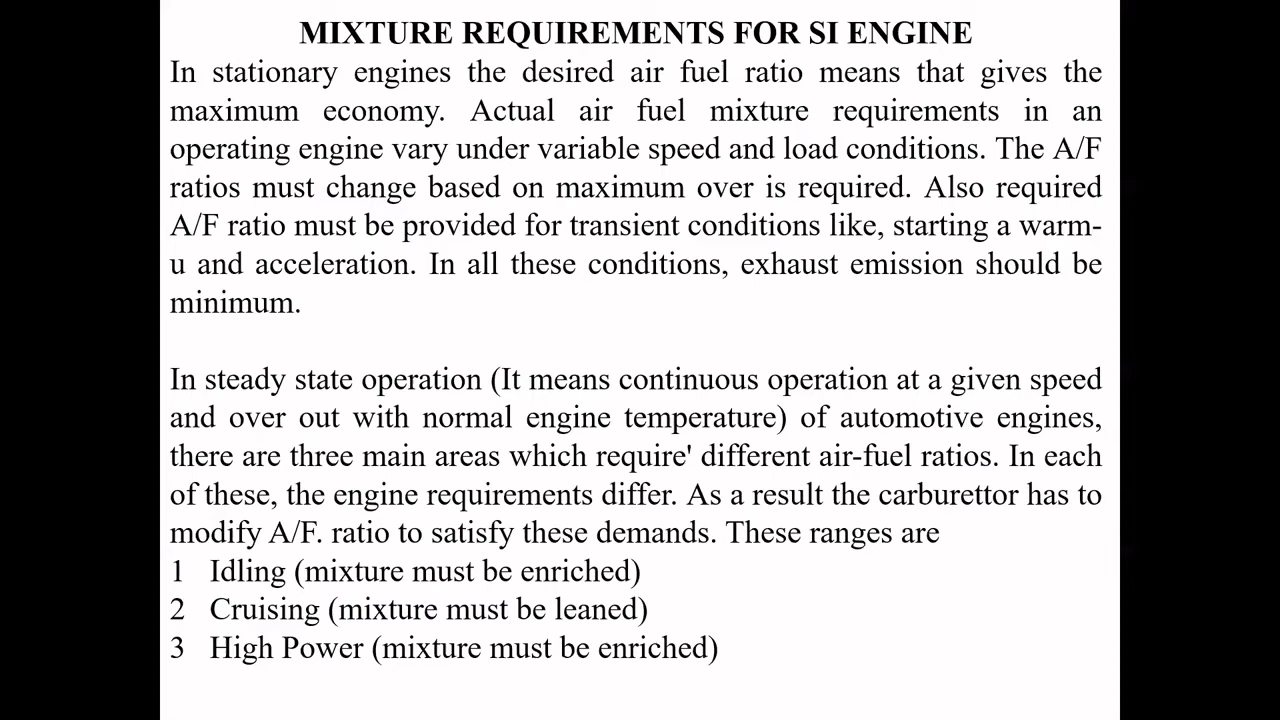 MIXTURE REQUIREMENTS FOR SI ENGINE
In stationary engines the desired air fuel ratio means that gives the
maximum economy. Actual air fuel mixture requirements in an
operating engine vary under variable speed and load conditions. The A/F
ratios must change based on maximum over is required. Also required
A/F ratio must be provided for transient conditions like, starting a warm-
u and acceleration. In all these conditions, exhaust emission should be
minimum.
In steady state operation (It means continuous operation at a given speed
and over out with normal engine temperature) of automotive engines,
there are three main areas which require' different air-fuel ratios. In each
of these, the engine requirements differ. As a result the carburettor has to
modify A/F. ratio to satisfy these demands. These ranges are
1 Idling (mixture must be enriched)
2 Cruising (mixture must be leaned)
3 High Power (mixture must be enriched)